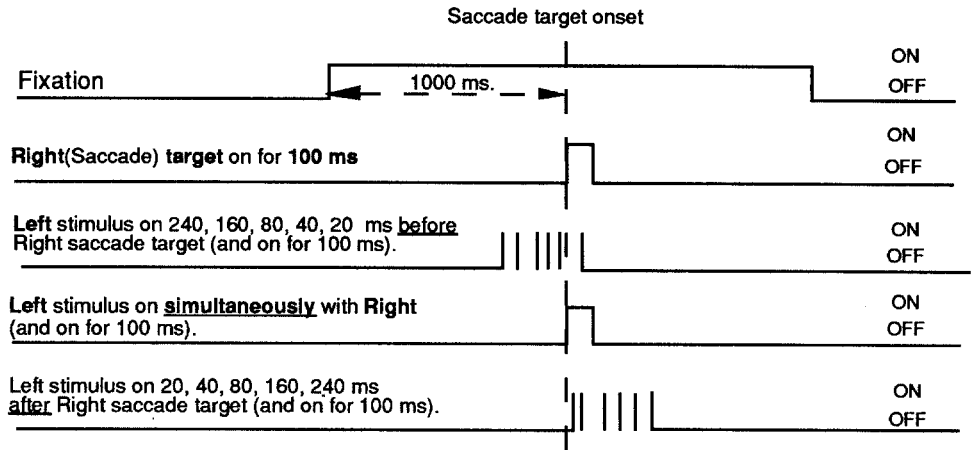 Saccade target onset
Fixation
1000 ms.
ON
OFF
Right(Saccade) target on for 100 ms
ON
OFF
Left stimulus on 240, 160, 80, 40, 20 ms before
Right saccade target (and on for 100 ms).
ON
OFF
Left stimulus on simultaneously with Right
(and on for 100 ms).
ON
OFF
Left stimulus on 20, 40, 80, 160, 240 ms
after Right saccade target (and on for 100 ms).
ON
OFF